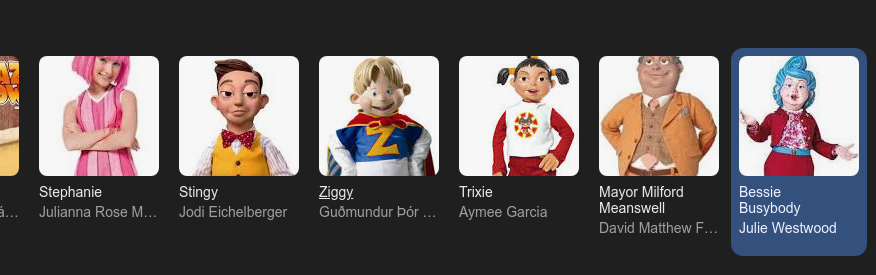 Stephanie
Julianna Rose M...
Stingy
Jodi Eichelberger
Z
Ziggy
Guðmundur Þór ...
Trixie
Aymee Garcia
Mayor Milford
Meanswell
David Matthew F...
Bessie
Busybody
Julie Westwood